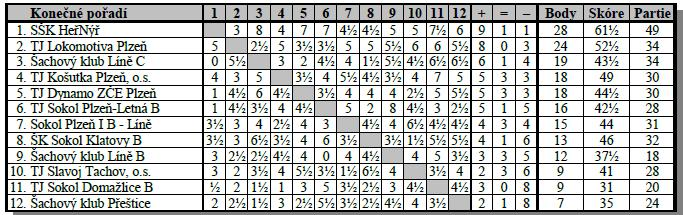 Konečné pořadí 1 2 3 4 5 6 7 8 9 10 11 12 + = – Body Skóre Partie
1. SŠK HeřNýř 3 8 4 7 7 4½ 4½ 5 5 7½ 6 9 1 1 28 61½ 49
2. TJ Lokomotiva Plzeň 5 2½ 5 3½ 3½ 5 5 5½ 6 6 5½ 8 0 3 24 52½ 34
3. Šachový klub Líně C 0 5½ 3 2 4½ 4 1½ 5½ 4½ 6½ 6½ 6 1 4 19 43½ 34
4. TJ Košutka Plzeň, o.s. 4 3 5 3½ 4 5½ 4½ 3½ 4 7 5 5 3 3 18 49 30
5. TJ Dynamo ZČE Plzeň 1 4½ 6 4½ 3½ 4 4 4 2½ 5 5½ 5 3 3 18 44½ 30
6. TJ Sokol Plzeň-Letná B 1 4½ 3½ 4 4½ 5 2 8 4½ 3 2½ 5 1 5 16 42½ 28
7. Sokol Plzeň I B - Líně 3½ 3 4 2½ 4 3 4½ 4 6½ 4½ 4½ 4 3 4 15 44 31
8. ŠK Sokol Klatovy B 3½ 3 6½ 3½ 4 6 3½ 3½ 1½ 5½ 5½ 4 1 6 13 46 32
9. Šachový klub Líně B 3 2½ 2½ 4½ 4 0 4 4½ 4 5 3½ 3 3 5 12 37½ 18
10. TJ Slavoj Tachov, o.s. 3 2 3½ 4 5½ 3½ 1½ 6½ 4 3½ 4 2 3 6 9 41 28
11. TJ Sokol Domažlice B ½ 2 1½ 1 3 5 3½ 2½ 3 4½ 4½ 3 0 8 9 31 20
12. Šachový klub Přeštice 2 2½ 1½ 3 2½ 5½ 3½ 2½ 4½ 4 3½ 2 1 8 7 35 24